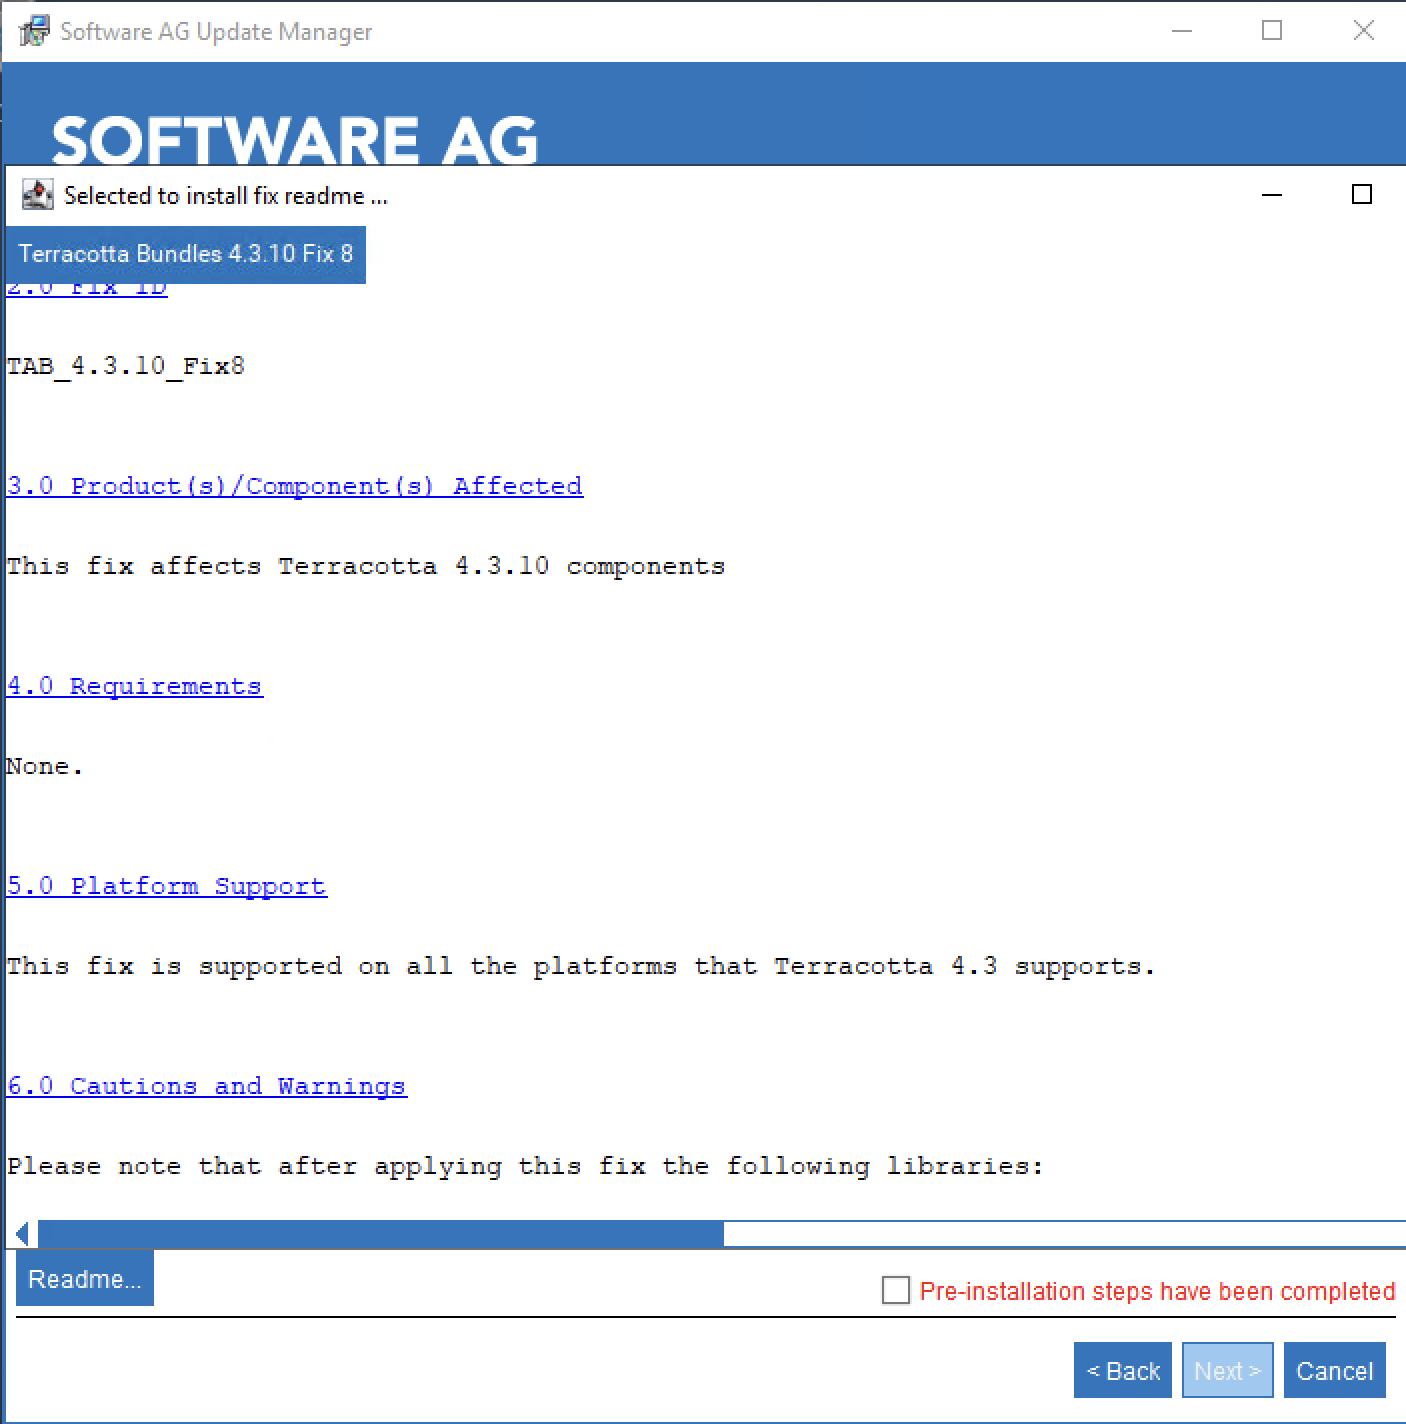 Software AG Update Manager
SOFTWARE AG
Selected to install fix readme ...
Terracotta Bundles 4.3.10 Fix 8
2.0 Fix ID
TAB_4.3.10_Fix8
3.0 Product(s)/Component(s) Affected
This fix affects Terracotta 4.3.10 components
4.0 Requirements
None.
5.0 Platform Support
This fix is supported on all the platforms that Terracotta 4.3 supports.
6.0 Cautions and Warnings
Please note that after applying this fix the following libraries:
Readme...
Pre-installation steps have been completed
< Back Next > Cancel